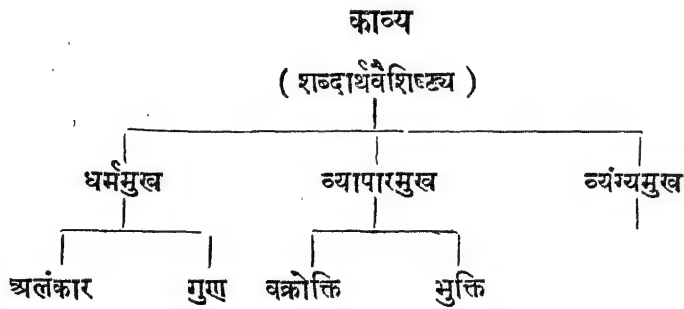 काव्य
( शब्दार्थवैशिष्ट्य )
धर्ममुख व्यापारमुख व्यंग्यमुख
अलंकार गुण वक्रोक्ति भुक्ति